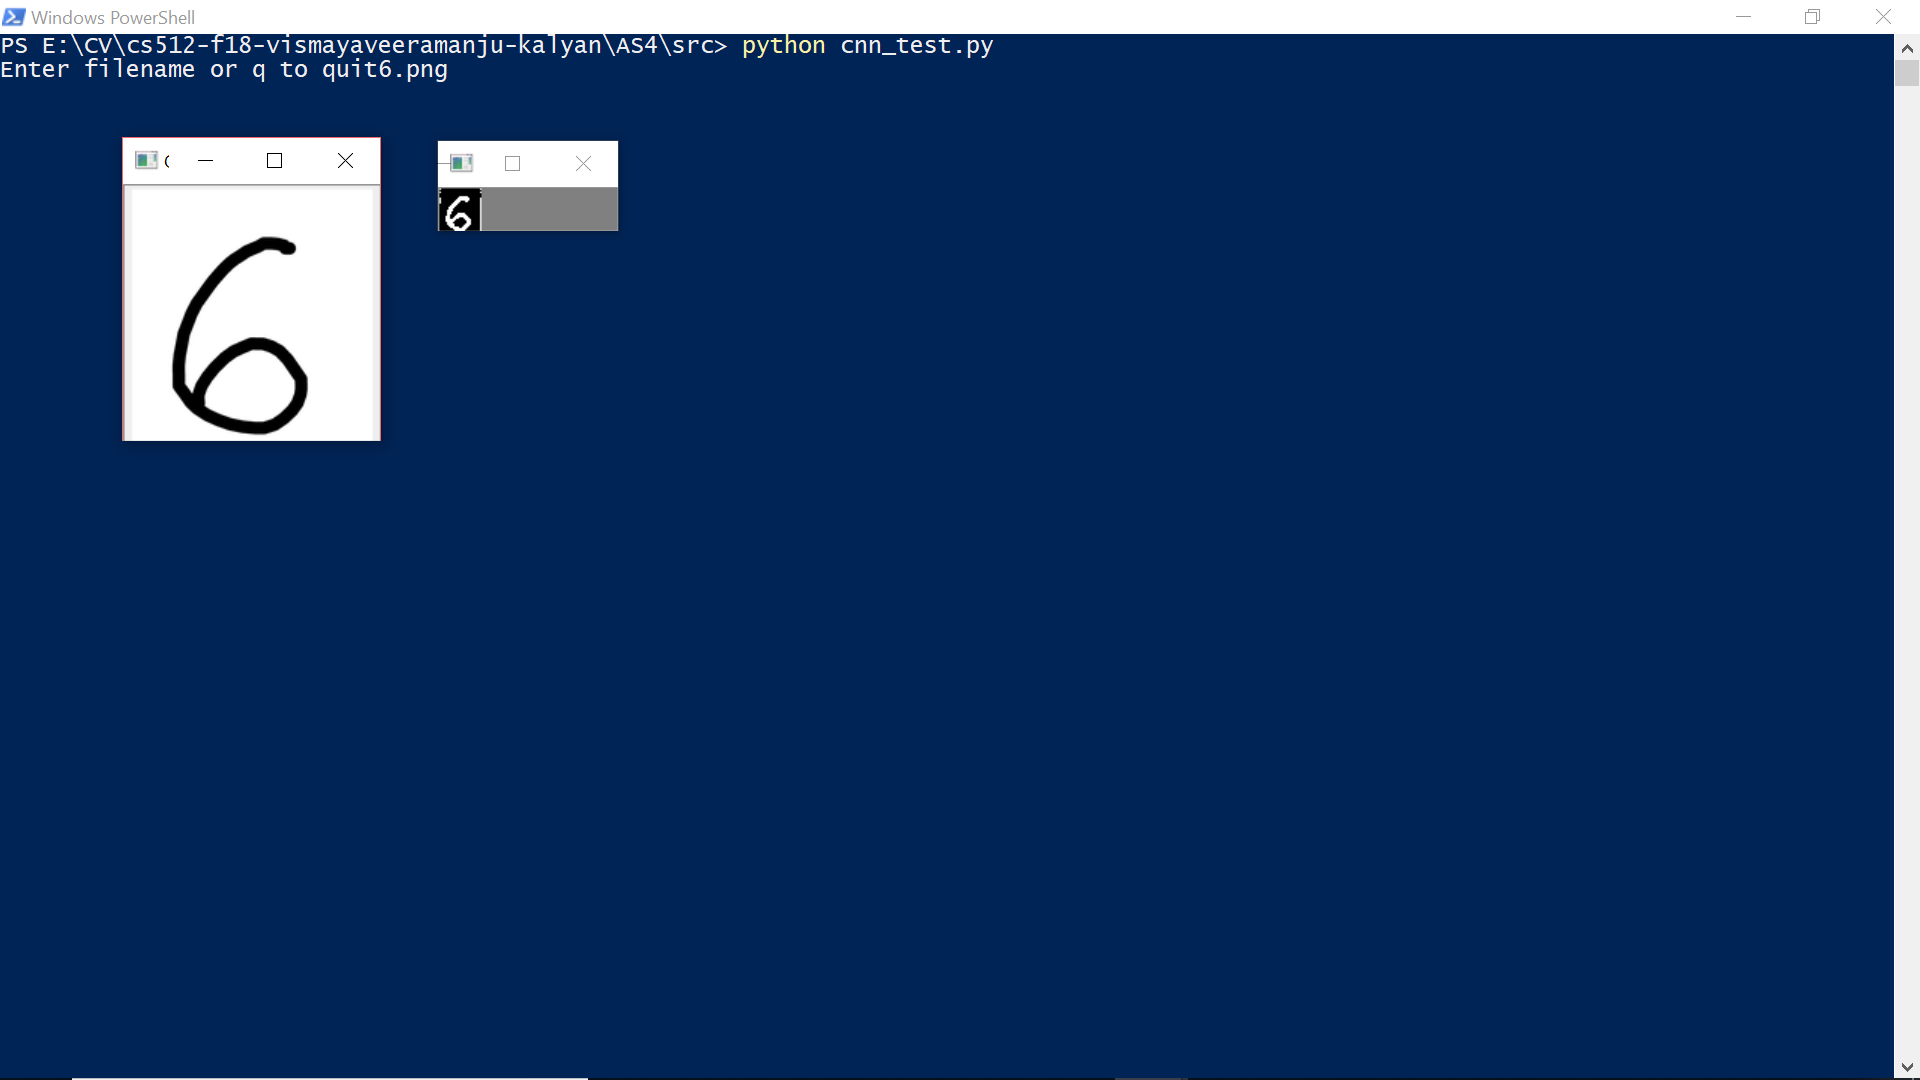 Windows PowerShell
PS E:\CV\cs512-f18-vismayaveeramanju-kalyan\AS4\src> python cnn_test.py
Enter filename or q to quit6.png
6
6